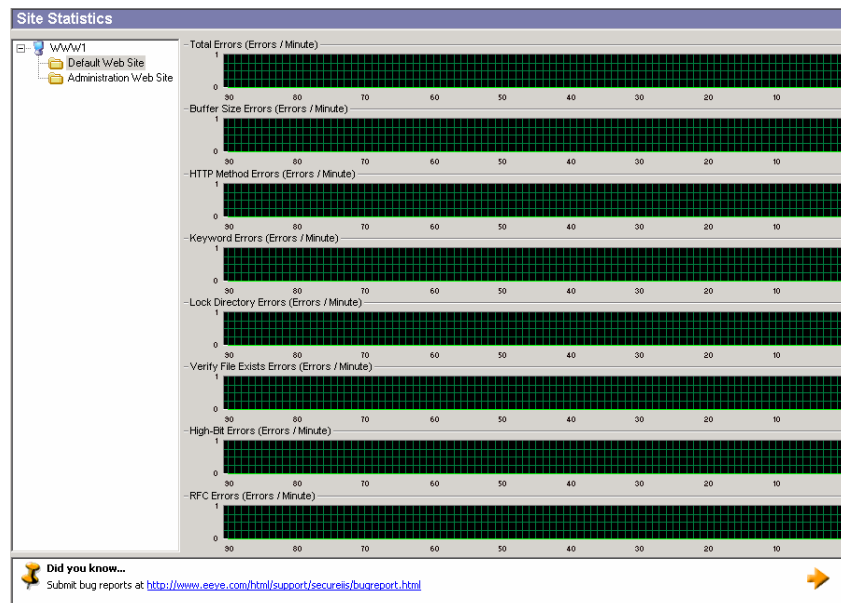 Site Statistics
WWW1
Default Web Site
Administration Web Site
Total Errors (Errors / Minute)
1
0
90 80 70 60 50 40 30 20 10
Buffer Size Errors (Errors / Minute)
1
0
90 80 70 60 50 40 30 20 10
HTTP Method Errors (Errors / Minute)
1
0
90 80 70 60 50 40 30 20 10
Keyword Errors (Errors / Minute)
1
0
90 80 70 60 50 40 30 20 10
Lock Directory Errors (Errors / Minute)
1
0
90 80 70 60 50 40 30 20 10
Verify File Exists Errors (Errors / Minute)
1
0
90 80 70 60 50 40 30 20 10
High-Bit Errors (Errors / Minute)
1
0
90 80 70 60 50 40 30 20 10
RFC Errors (Errors / Minute)
1
0
90 80 70 60 50 40 30 20 10
Did you know...
Submit bug reports at http://www.eeye.com/html/support/secureiis/bugreport.html